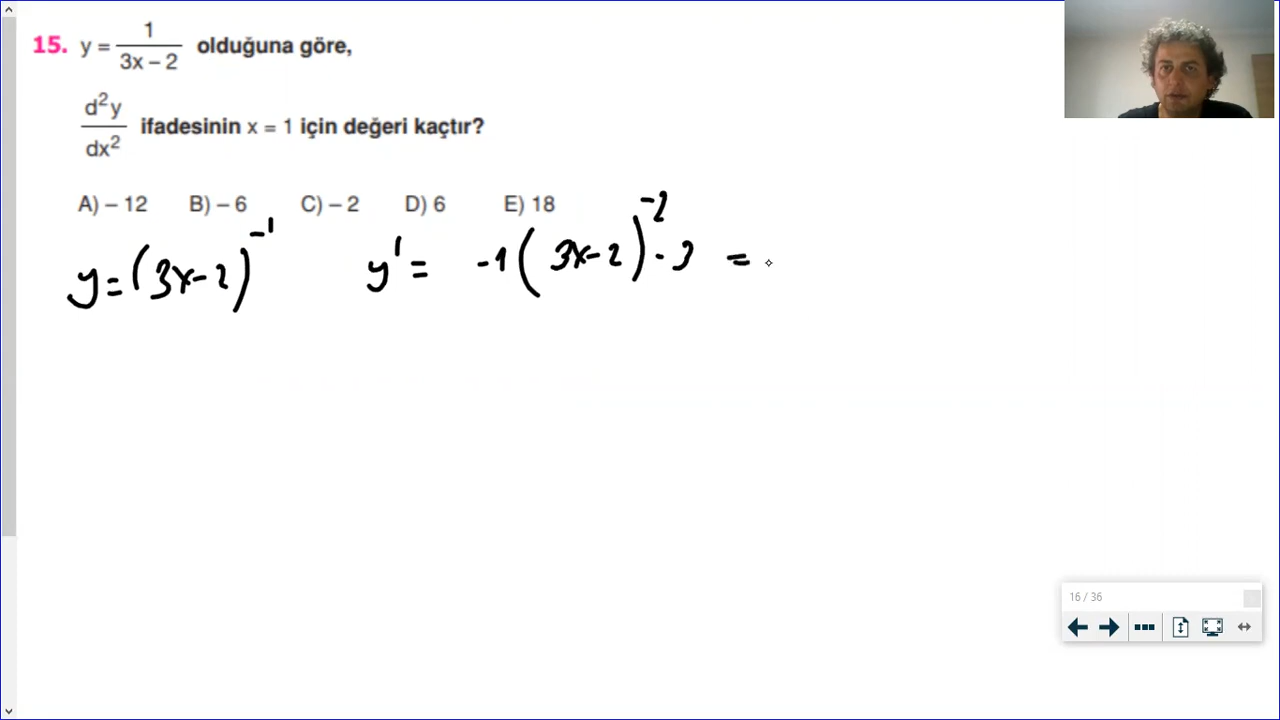 15. y = 1/(3x – 2) olduğuna göre,
d²y/dx² ifadesinin x = 1 için değeri kaçtır?
A) – 12 B) – 6 C) – 2 D) 6 E) 18
y = (3x-2)⁻¹ y' = -1(3x-2)⁻² · 3 =
16 / 36